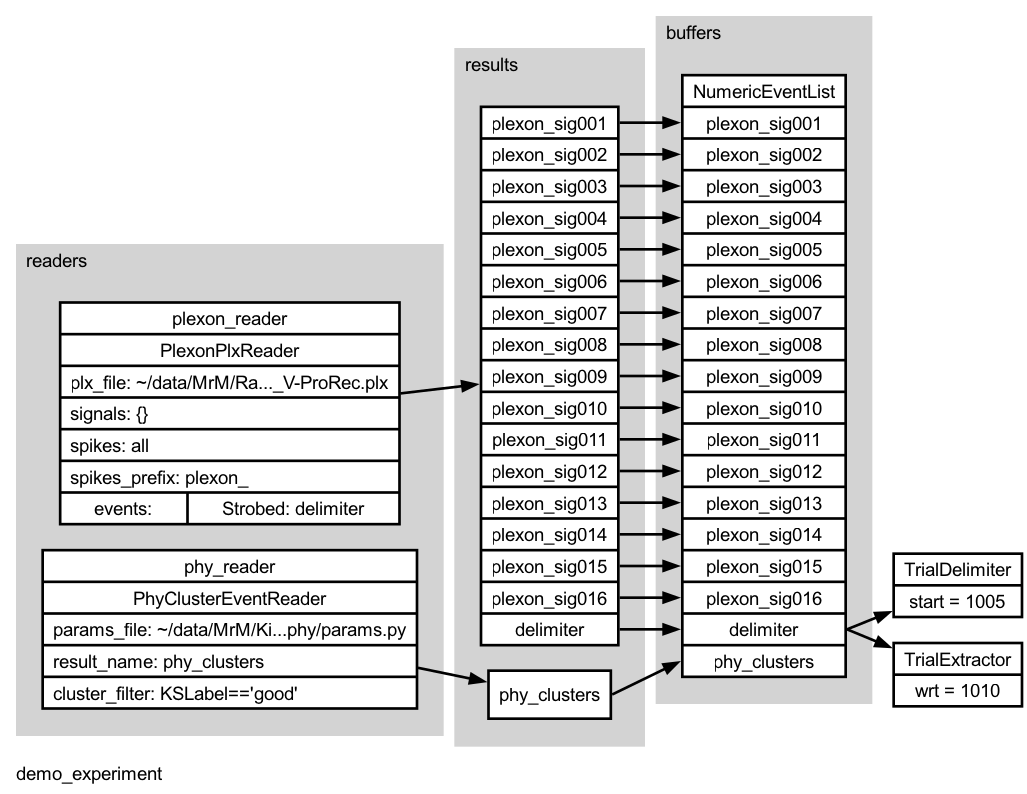 buffers
results
NumericEventList
plexon_sig001
plexon_sig001
plexon_sig002
plexon_sig002
plexon_sig003
plexon_sig003
plexon_sig004
plexon_sig004
plexon_sig005
plexon_sig005
plexon_sig006
plexon_sig006
plexon_sig007
plexon_sig007
plexon_sig008
plexon_sig008
plexon_sig009
plexon_sig009
plexon_sig010
plexon_sig010
plexon_sig011
plexon_sig011
plexon_sig012
plexon_sig012
plexon_sig013
plexon_sig013
plexon_sig014
plexon_sig014
plexon_sig015
plexon_sig015
plexon_sig016
plexon_sig016
delimiter
delimiter
phy_clusters
phy_clusters
readers
plexon_reader
PlexonPlxReader
plx_file: ~/data/MrM/Ra..._V-ProRec.plx
signals: {}
spikes: all
spikes_prefix: plexon_
events:
Strobed: delimiter
phy_reader
PhyClusterEventReader
params_file: ~/data/MrM/Ki...phy/params.py
result_name: phy_clusters
cluster_filter: KSLabel=='good'
TrialDelimiter
start = 1005
TrialExtractor
wrt = 1010
demo_experiment